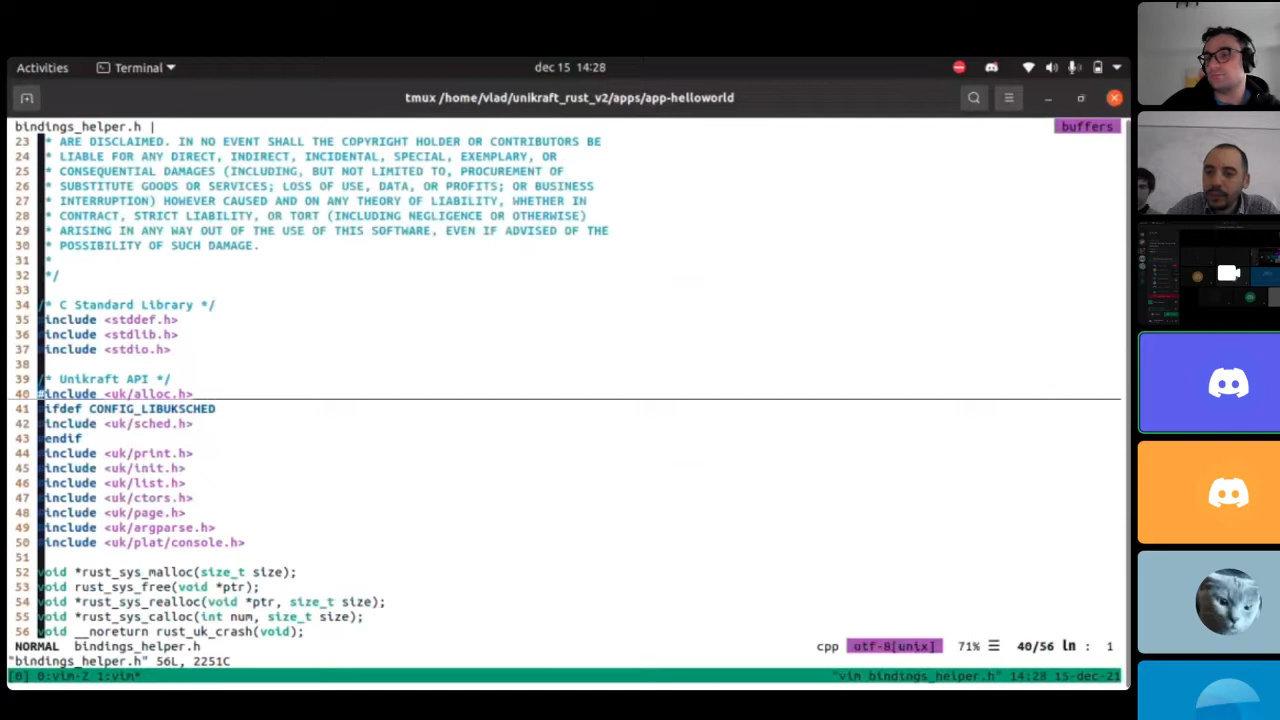 Activities
Terminal
dec 15 14:28
tmux /home/vlad/unikraft_rust_v2/apps/app-helloworld
bindings_helper.h |
buffers
23 * ARE DISCLAIMED. IN NO EVENT SHALL THE COPYRIGHT HOLDER OR CONTRIBUTORS BE
24 * LIABLE FOR ANY DIRECT, INDIRECT, INCIDENTAL, SPECIAL, EXEMPLARY, OR
25 * CONSEQUENTIAL DAMAGES (INCLUDING, BUT NOT LIMITED TO, PROCUREMENT OF
26 * SUBSTITUTE GOODS OR SERVICES; LOSS OF USE, DATA, OR PROFITS; OR BUSINESS
27 * INTERRUPTION) HOWEVER CAUSED AND ON ANY THEORY OF LIABILITY, WHETHER IN
28 * CONTRACT, STRICT LIABILITY, OR TORT (INCLUDING NEGLIGENCE OR OTHERWISE)
29 * ARISING IN ANY WAY OUT OF THE USE OF THIS SOFTWARE, EVEN IF ADVISED OF THE
30 * POSSIBILITY OF SUCH DAMAGE.
31 *
32 */
33
34 /* C Standard Library */
35 #include <stddef.h>
36 #include <stdlib.h>
37 #include <stdio.h>
38
39 /* Unikraft API */
40 #include <uk/alloc.h>
41 #ifdef CONFIG_LIBUKSCHED
42 #include <uk/sched.h>
43 #endif
44 #include <uk/print.h>
45 #include <uk/init.h>
46 #include <uk/list.h>
47 #include <uk/ctors.h>
48 #include <uk/page.h>
49 #include <uk/argparse.h>
50 #include <uk/plat/console.h>
51
52 void *rust_sys_malloc(size_t size);
53 void rust_sys_free(void *ptr);
54 void *rust_sys_realloc(void *ptr, size_t size);
55 void *rust_sys_calloc(int num, size_t size);
56 void __noreturn rust_uk_crash(void);
NORMAL bindings_helper.h cpp utf-8[unix] 71% ☰ 40/56 ln : 1
"bindings_helper.h" 56L, 2251C
[0] 0:vim-Z 1:vim* "vim bindings_helper.h" 14:28 15-dec-21